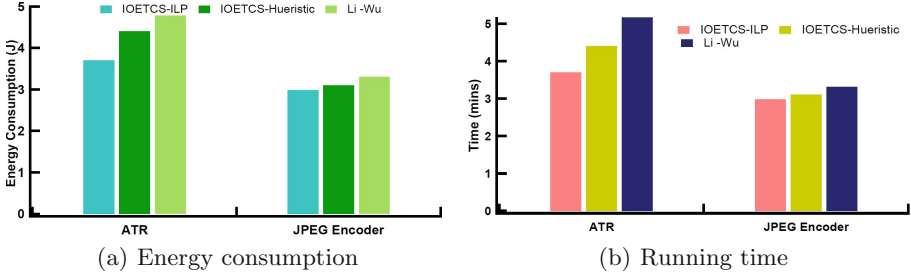 IOETCS-ILP IOETCS-Hueristic Li -Wu
Energy Consumption (J)
5
4
3
2
1
0
ATR JPEG Encoder
(a) Energy consumption
IOETCS-ILP IOETCS-Hueristic
Li -Wu
Time (mins)
5
4
3
2
1
0
ATR JPEG Encoder
(b) Running time